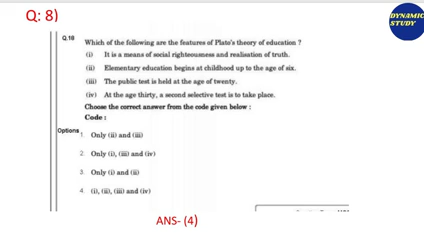 Q: 8)
DYNAMIC
STUDY
Q.18 Which of the following are the features of Plato's theory of education ?
(i) It is a means of social righteousness and realisation of truth.
(ii) Elementary education begins at childhood up to the age of six.
(iii) The public test is held at the age of twenty.
(iv) At the age thirty, a second selective test is to take place.
Choose the correct answer from the code given below :
Code :
Options
1. Only (ii) and (iii)
2. Only (i), (iii) and (iv)
3. Only (i) and (ii)
4. (i), (ii), (iii) and (iv)
ANS- (4)